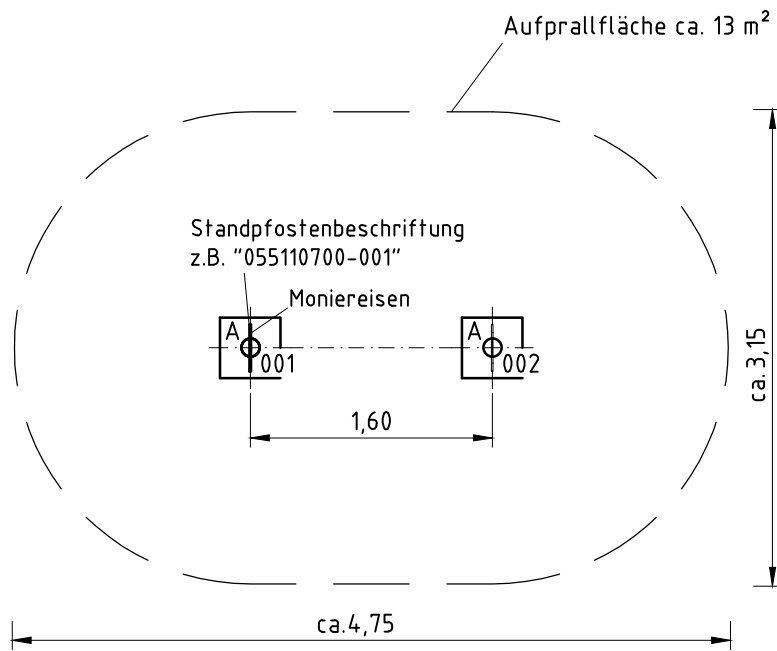 Aufprallfläche ca. 13 m²
Standpfostenbeschriftung
z.B. "055110700-001"
Moniereisen
A
001
A
002
1,60
ca. 3,15
ca.4,75